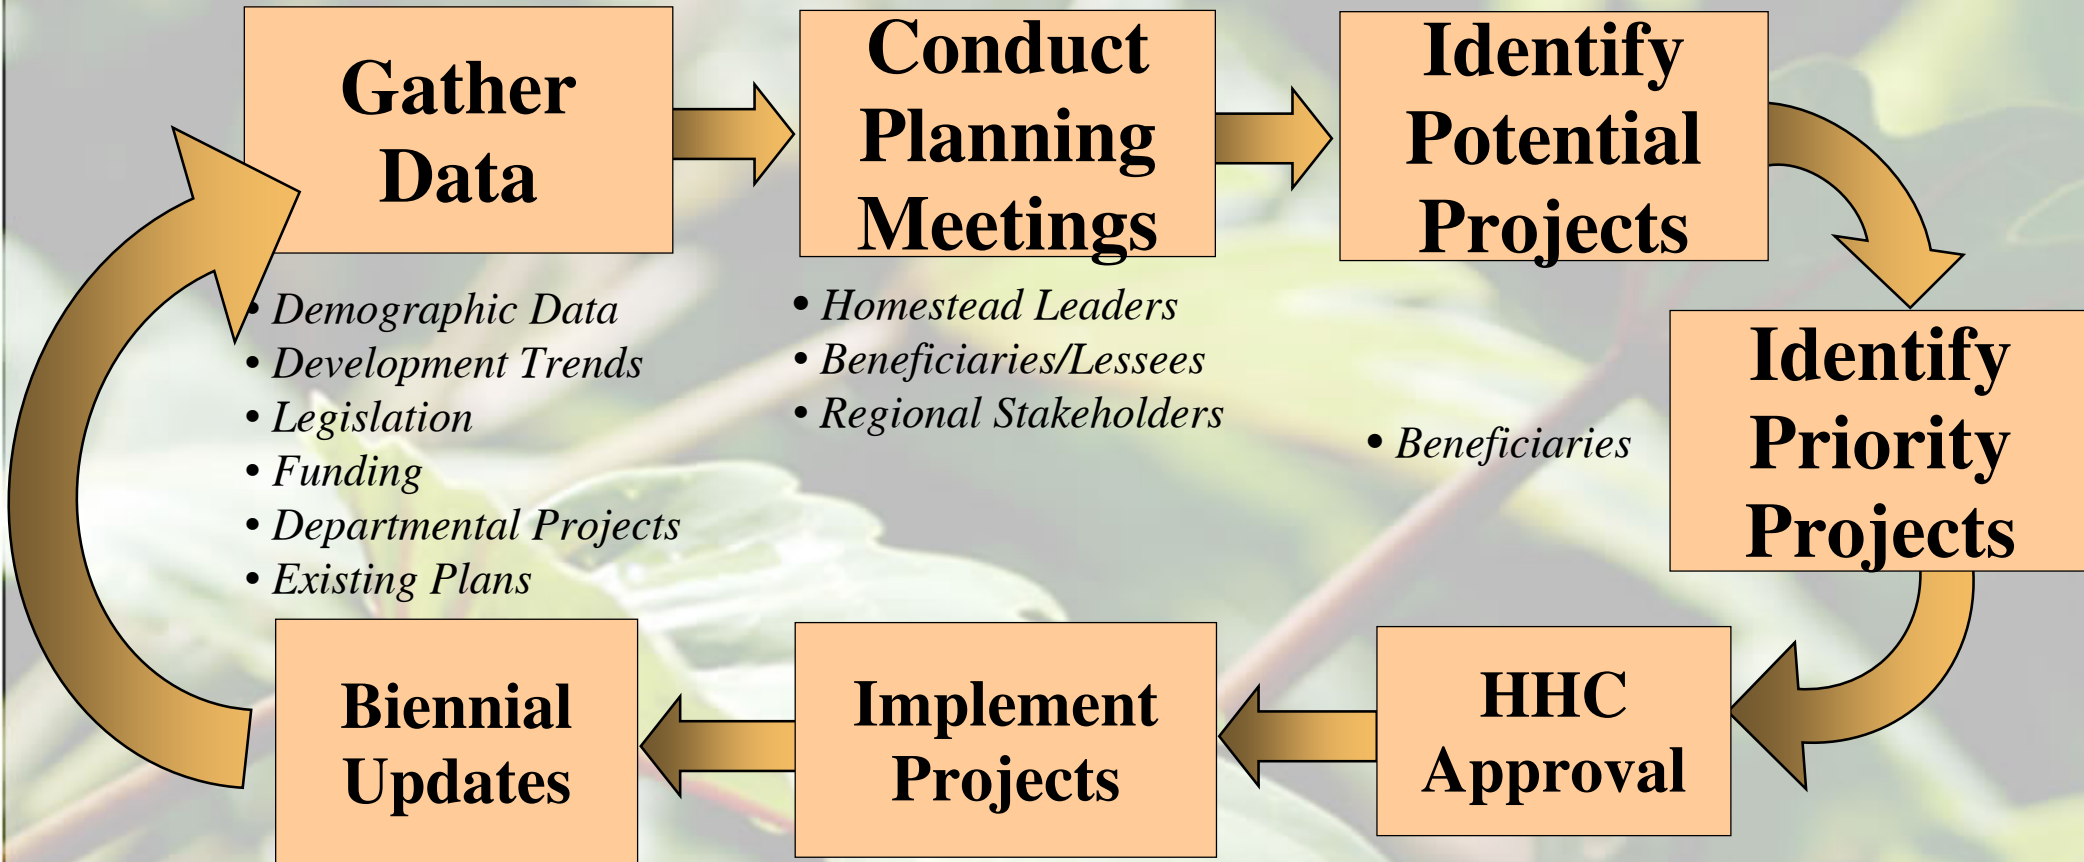 Gather
Data
Conduct
Planning
Meetings
Identify
Potential
Projects
• Demographic Data
• Development Trends
• Legislation
• Funding
• Departmental Projects
• Existing Plans
• Homestead Leaders
• Beneficiaries/Lessees
• Regional Stakeholders
• Beneficiaries
Identify
Priority
Projects
HHC
Approval
Implement
Projects
Biennial
Updates